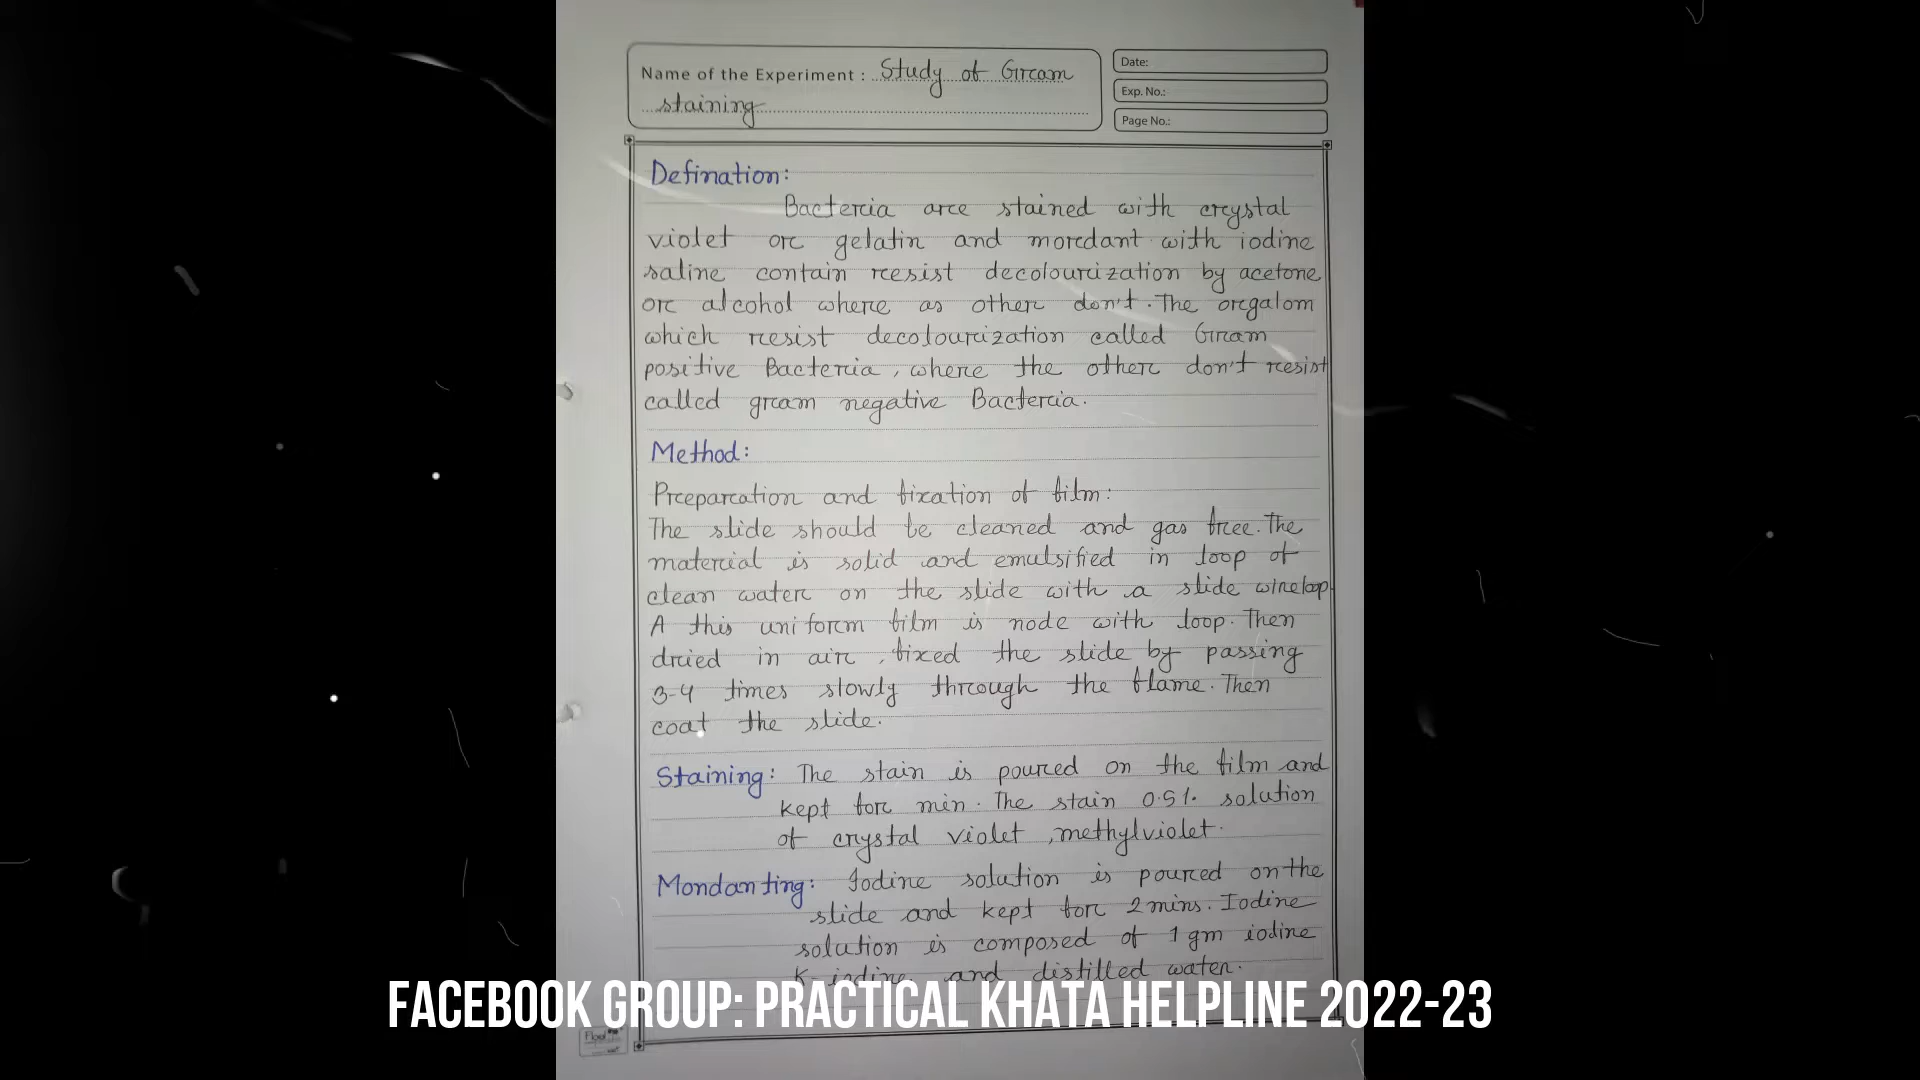 Name of the Experiment : Study of Gram
staining
Date:
Exp. No.:
Page No.:
Defination:
Bacteria are stained with crystal
violet or gelatin and mordant with iodine
saline contain resist decolourization by acetone
or alcohol where as other don't. The orgalom
which resist decolourization called Gram
positive Bacteria, where the other don't resist
called gram negative Bacteria.
Method:
Preparation and fixation of film:
The slide should be cleaned and gas free. The
material is solid and emulsified in loop of
clean water on the slide with a slide wireloop
A this uniform film is node with loop. Then
dried in air, fixed the slide by passing
3-4 times slowly through the flame. Then
coat the slide.
Staining: The stain is poured on the film and
kept for min. The stain 0.5% solution
of crystal violet, methylviolet.
Mondanting: Iodine solution is poured on the
slide and kept for 2 mins. Iodine
solution is composed of 1 gm iodine
K-iodine and distilled water.
FACEBOOK GROUP: PRACTICAL KHATA HELPLINE 2022-23